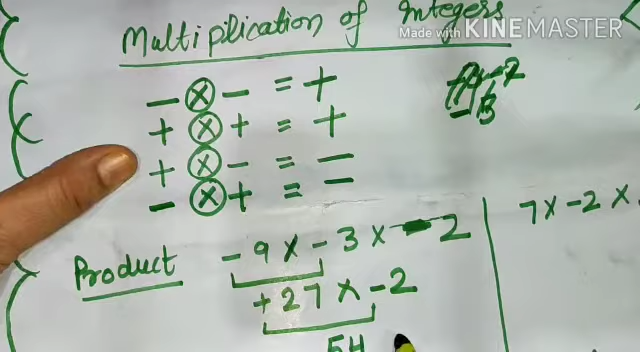 Multiplication of Integers
Made with KINEMASTER
- × - = +
+ × + = +
+ × - = -
- × + = -
Product
-9 x -3 x -2
+27 x -2
54
7 x -2 x